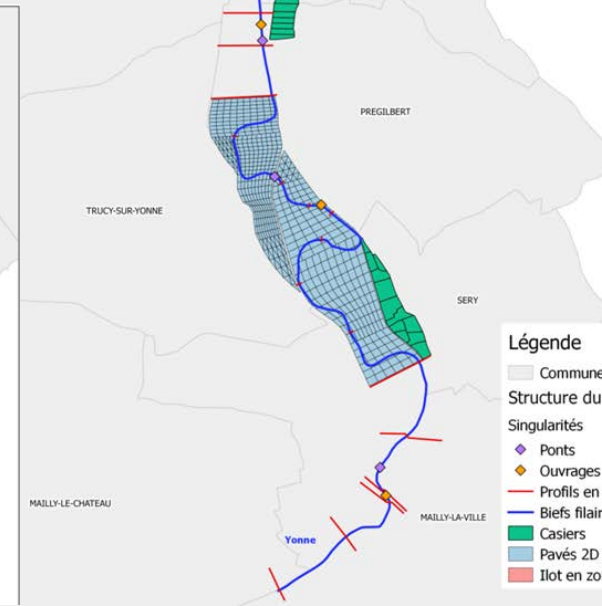 PREGILBERT
TRUCY-SUR-YONNE
SERY
Légende
Commune
Structure du
Singularités
Ponts
Ouvrages
Profils en
Biefs filair
Casiers
Pavés 2D
Ilot en zo
MAILLY-LE-CHATEAU
MAILLY-LA-VILLE
Yonne